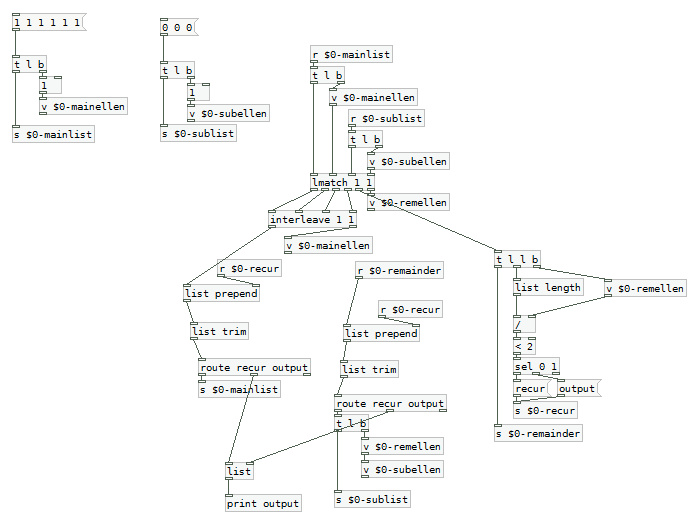 1 1 1 1 1 1
t l b
1
v $0-mainellen
s $0-mainlist
0 0 0
t l b
1
v $0-subellen
s $0-sublist
r $0-mainlist
t l b
v $0-mainellen
r $0-sublist
t l b
v $0-subellen
lmatch 1 1
v $0-remellen
interleave 1 1
v $0-mainellen
r $0-recur
list prepend
list trim
route recur output
s $0-mainlist
r $0-remainder
r $0-recur
list prepend
list trim
route recur output
t l b
v $0-remellen
v $0-subellen
s $0-sublist
list
print output
t l l b
list length
v $0-remellen
/
< 2
sel 0 1
recur
output
s $0-recur
s $0-remainder